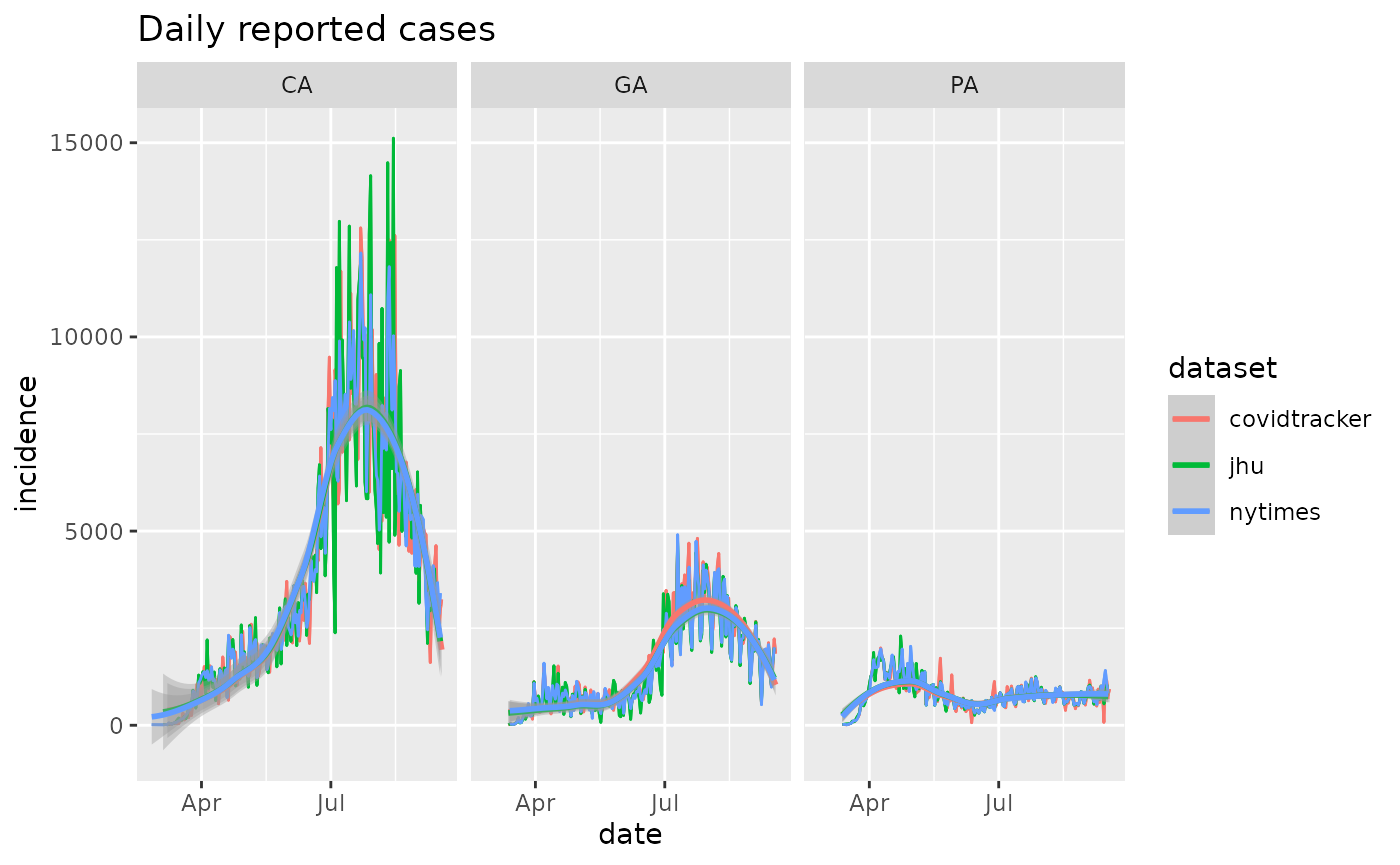 Daily reported cases
CA
GA
PA
15000
10000
5000
0
incidence
Apr
Jul
Apr
Jul
Apr
Jul
date
dataset
covidtracker
jhu
nytimes